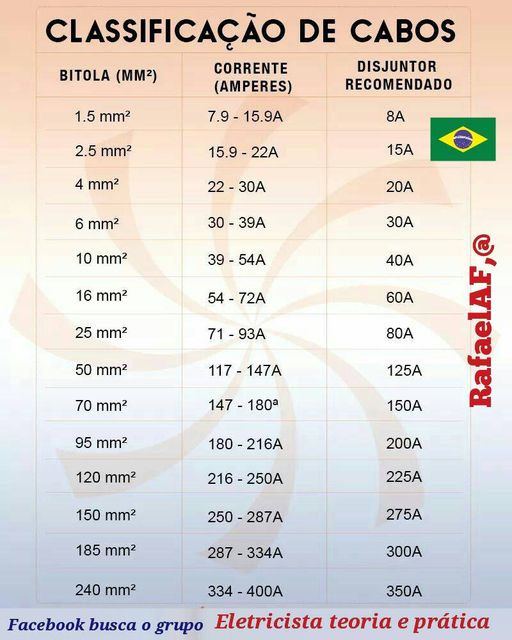 CLASSIFICAÇÃO DE CABOS
BITOLA (MM²) CORRENTE (AMPERES) DISJUNTOR RECOMENDADO
1.5 mm² 7.9 - 15.9A 8A
2.5 mm² 15.9 - 22A 15A
4 mm² 22 - 30A 20A
6 mm² 30 - 39A 30A
10 mm² 39 - 54A 40A
16 mm² 54 - 72A 60A
25 mm² 71 - 93A 80A
50 mm² 117 - 147A 125A
70 mm² 147 - 180ª 150A
95 mm² 180 - 216A 200A
120 mm² 216 - 250A 225A
150 mm² 250 - 287A 275A
185 mm² 287 - 334A 300A
240 mm² 334 - 400A 350A
RafaelAF,@
Facebook busca o grupo Eletricista teoria e prática